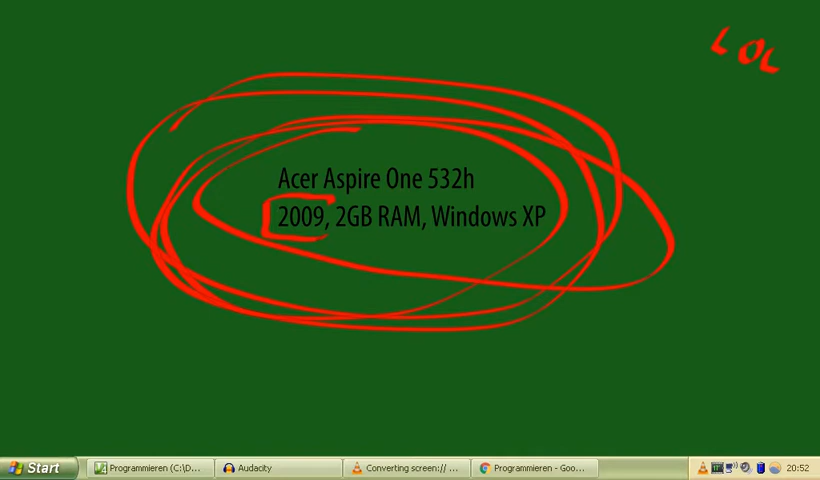 LOL
Acer Aspire One 532h
2009, 2GB RAM, Windows XP
Start
Programmieren (C:\D...
Audacity
Converting screen:// ...
Programmieren - Goo...
20:52